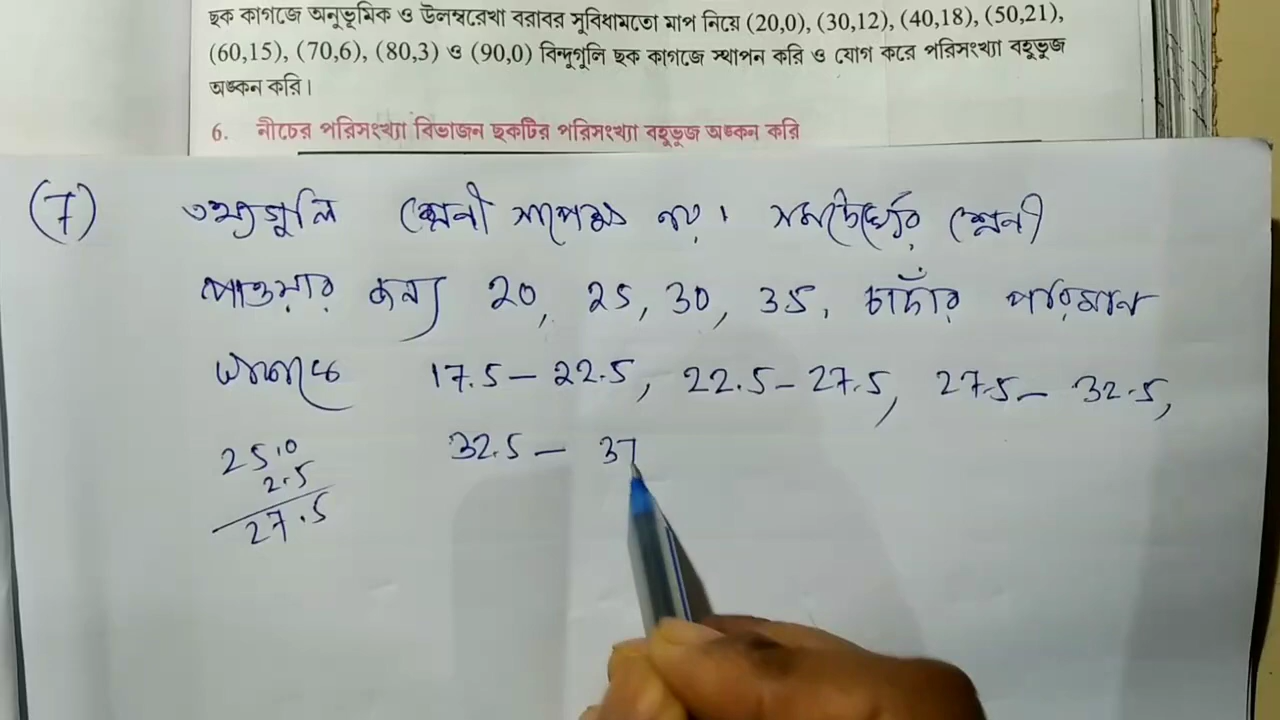 ছক কাগজে অনুভূমিক ও উলম্বরেখা বরাবর সুবিধামতো মাপ নিয়ে (20,0), (30,12), (40,18), (50,21),
(60,15), (70,6), (80,3) ও (90,0) বিন্দুগুলি ছক কাগজে স্থাপন করি ও যোগ করে পরিসংখ্যা বহুভুজ
অঙ্কন করি।
6. নীচের পরিসংখ্যা বিভাজন ছকটির পরিসংখ্যা বহুভুজ অঙ্কন করি
(7) তথ্যগুলি শ্রেনী সাপেক্ষে নয়। সমদৈর্ঘ্যের শ্রেনী
পাওয়ার জন্য 20, 25, 30, 35, চাদাঁর পরিমান
17.5 – 22.5, 22.5 – 27.5, 27.5 – 32.5,
32.5 – 37
25.0
2.5
27.5